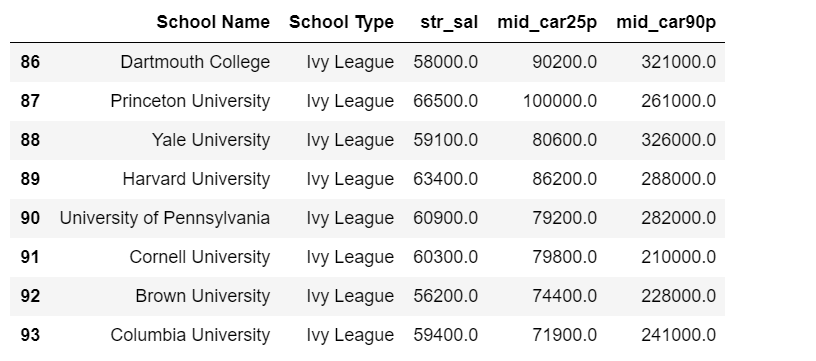 School Name School Type str_sal mid_car25p mid_car90p
86 Dartmouth College Ivy League 58000.0 90200.0 321000.0
87 Princeton University Ivy League 66500.0 100000.0 261000.0
88 Yale University Ivy League 59100.0 80600.0 326000.0
89 Harvard University Ivy League 63400.0 86200.0 288000.0
90 University of Pennsylvania Ivy League 60900.0 79200.0 282000.0
91 Cornell University Ivy League 60300.0 79800.0 210000.0
92 Brown University Ivy League 56200.0 74400.0 228000.0
93 Columbia University Ivy League 59400.0 71900.0 241000.0